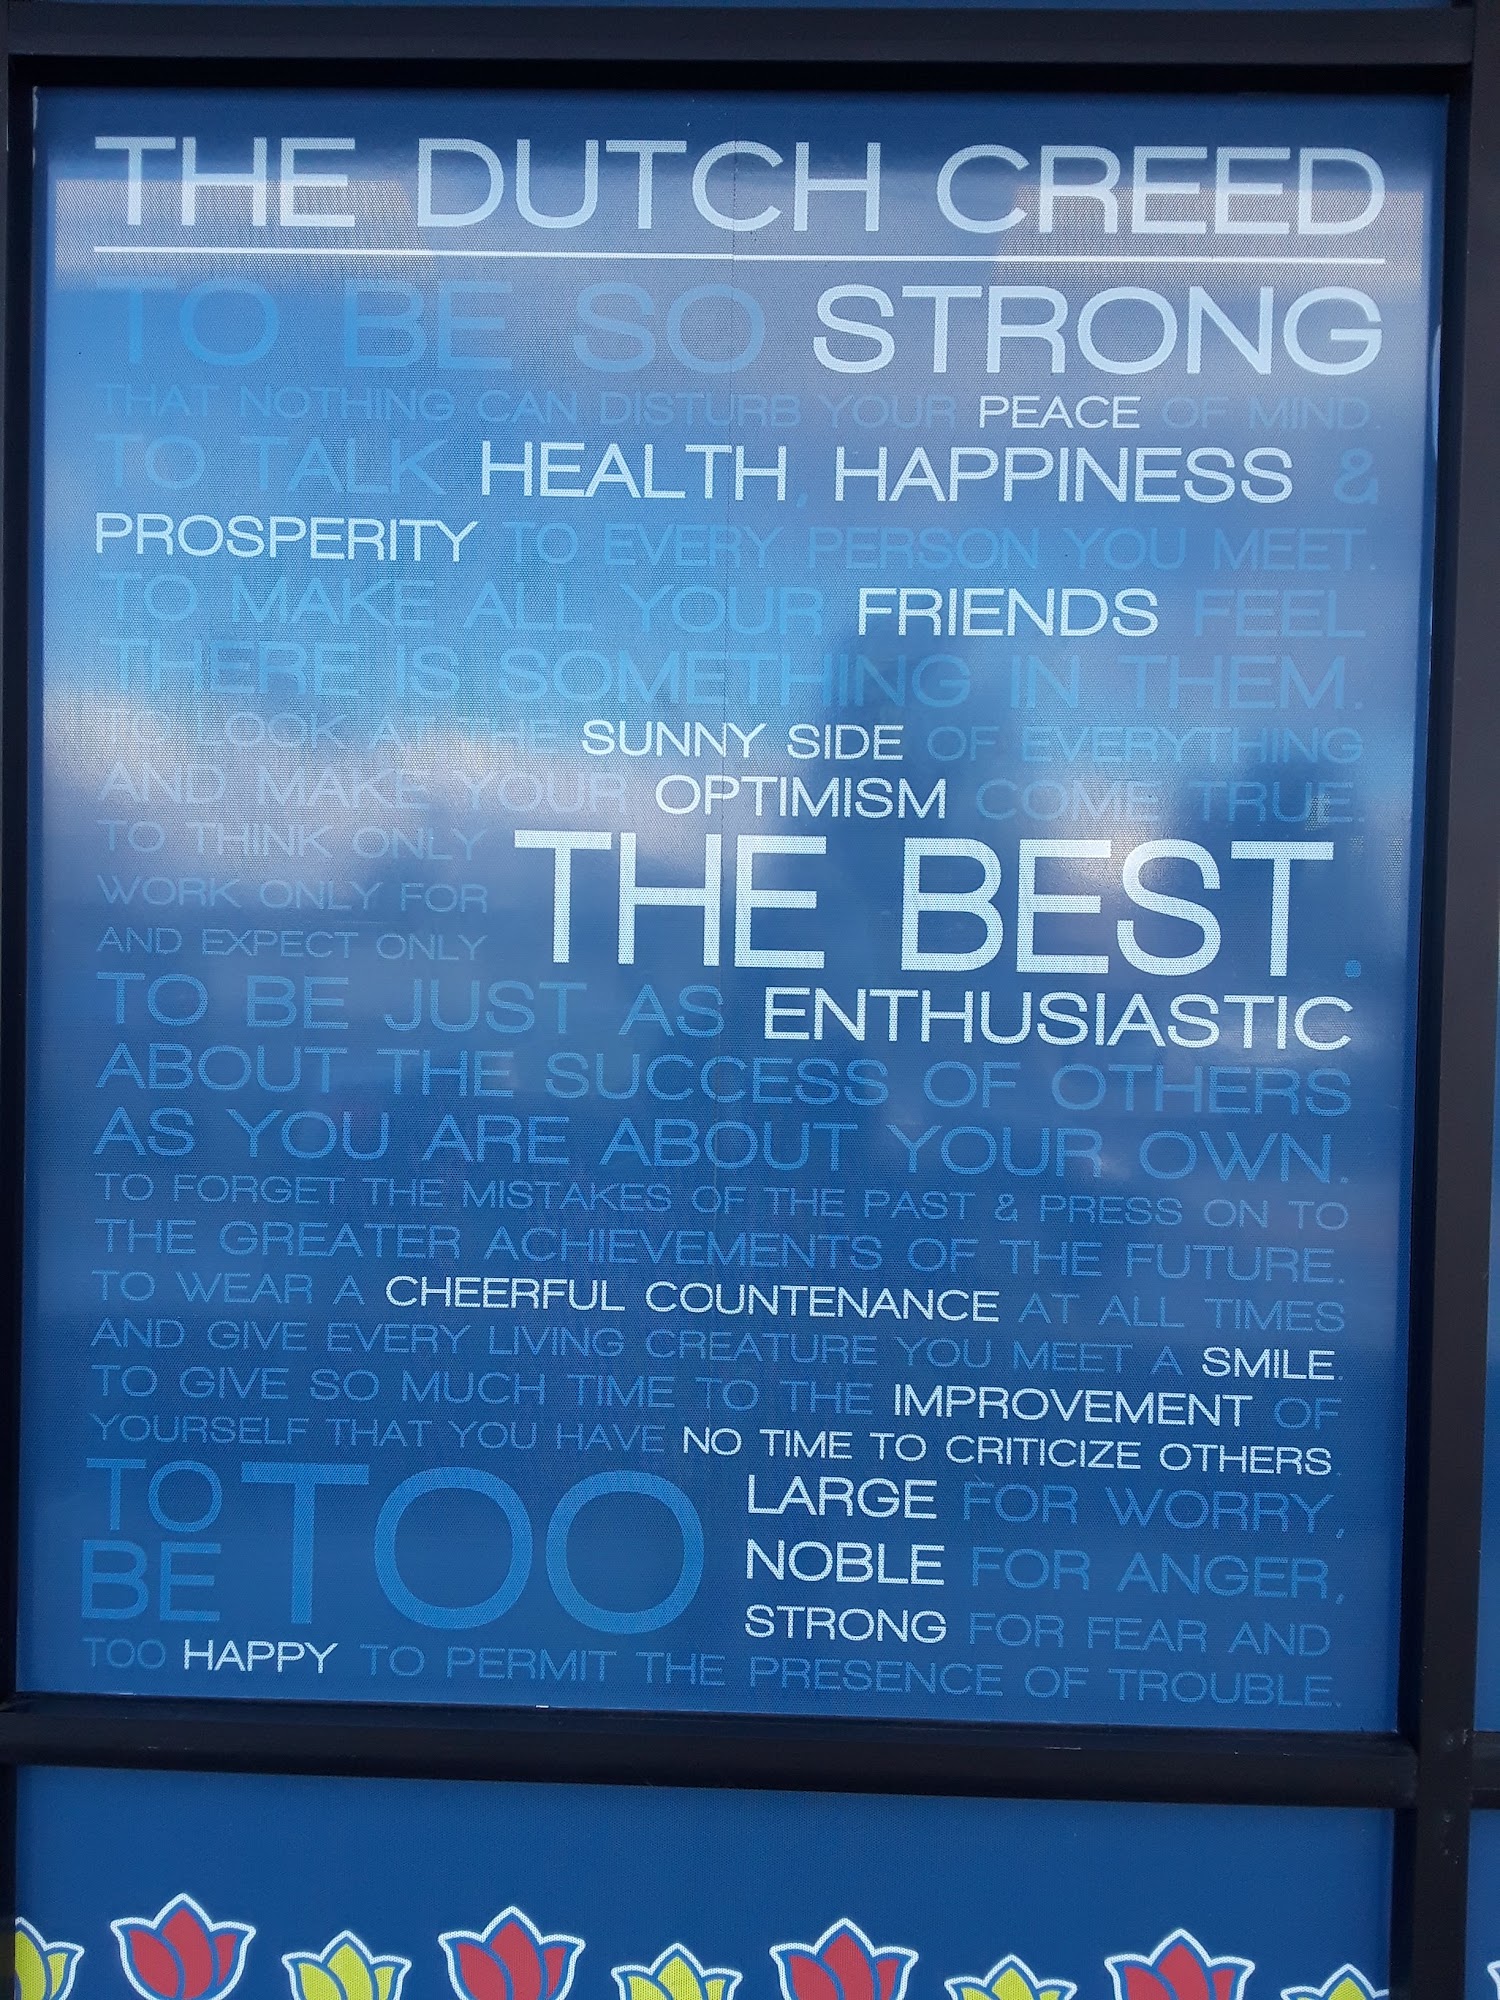 THE DUTCH CREED
TO BE SO STRONG
THAT NOTHING CAN DISTURB YOUR PEACE OF MIND.
TO TALK HEALTH, HAPPINESS &
PROSPERITY TO EVERY PERSON YOU MEET.
TO MAKE ALL YOUR FRIENDS FEEL
THERE IS SOMETHING IN THEM.
TO LOOK AT THE SUNNY SIDE OF EVERYTHING
AND MAKE YOUR OPTIMISM COME TRUE.
TO THINK ONLY
WORK ONLY FOR
AND EXPECT ONLY
THE BEST.
TO BE JUST AS ENTHUSIASTIC
ABOUT THE SUCCESS OF OTHERS
AS YOU ARE ABOUT YOUR OWN.
TO FORGET THE MISTAKES OF THE PAST & PRESS ON TO
THE GREATER ACHIEVEMENTS OF THE FUTURE.
TO WEAR A CHEERFUL COUNTENANCE AT ALL TIMES
AND GIVE EVERY LIVING CREATURE YOU MEET A SMILE.
TO GIVE SO MUCH TIME TO THE IMPROVEMENT OF
YOURSELF THAT YOU HAVE NO TIME TO CRITICIZE OTHERS.
TO BE TOO
LARGE FOR WORRY,
NOBLE FOR ANGER,
STRONG FOR FEAR AND
TOO HAPPY TO PERMIT THE PRESENCE OF TROUBLE.